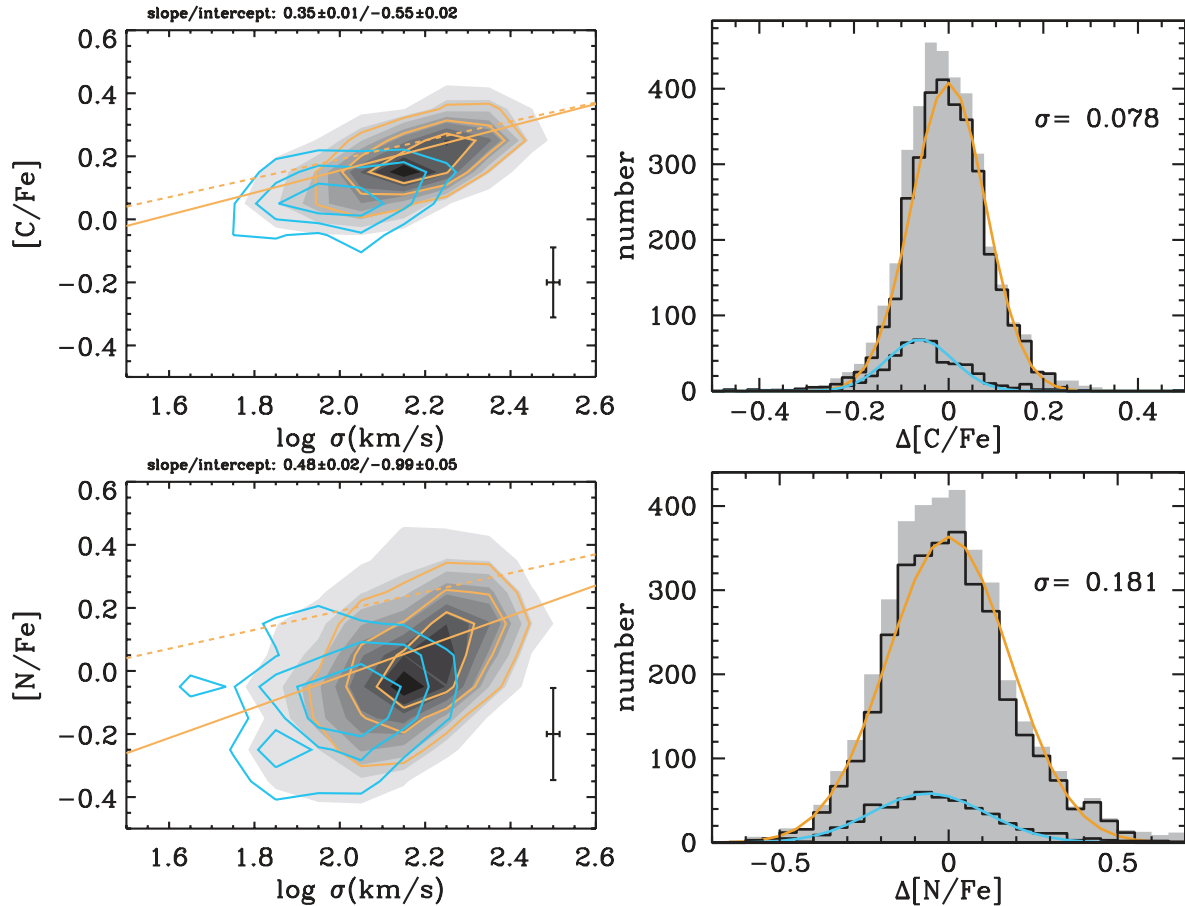 slope/intercept: 0.35±0.01/−0.55±0.02
0.6
0.4
0.2
0.0
−0.2
−0.4
[C/Fe]
1.6 1.8 2.0 2.2 2.4 2.6
log σ(km/s)
400
300
200
100
0
number
σ= 0.078
−0.4 −0.2 0 0.2 0.4
Δ[C/Fe]
slope/intercept: 0.48±0.02/−0.99±0.05
0.6
0.4
0.2
0.0
−0.2
−0.4
[N/Fe]
1.6 1.8 2.0 2.2 2.4 2.6
log σ(km/s)
400
300
200
100
0
number
σ= 0.181
−0.5 0 0.5
Δ[N/Fe]